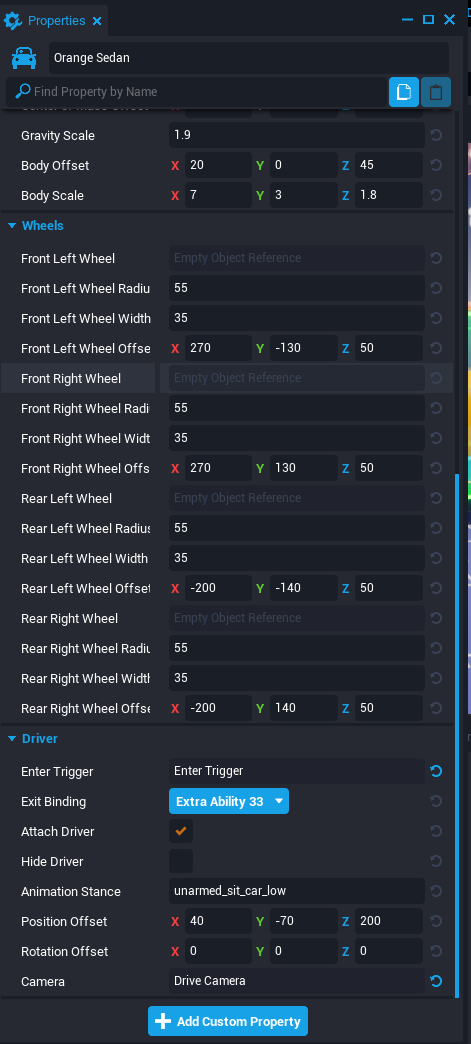 Properties
Orange Sedan
Find Property by Name
Gravity Scale 1.9
Body Offset X 20 Y 0 Z 45
Body Scale X 7 Y 3 Z 1.8
Wheels
Front Left Wheel Empty Object Reference
Front Left Wheel Radiu 55
Front Left Wheel Width 35
Front Left Wheel Offse X 270 Y -130 Z 50
Front Right Wheel Empty Object Reference
Front Right Wheel Radi 55
Front Right Wheel Widt 35
Front Right Wheel Offs X 270 Y 130 Z 50
Rear Left Wheel Empty Object Reference
Rear Left Wheel Radius 55
Rear Left Wheel Width 35
Rear Left Wheel Offset X -200 Y -140 Z 50
Rear Right Wheel Empty Object Reference
Rear Right Wheel Radiu 55
Rear Right Wheel Width 35
Rear Right Wheel Offse X -200 Y 140 Z 50
Driver
Enter Trigger Enter Trigger
Exit Binding Extra Ability 33
Attach Driver
Hide Driver
Animation Stance unarmed_sit_car_low
Position Offset X 40 Y -70 Z 200
Rotation Offset X 0 Y 0 Z 0
Camera Drive Camera
Add Custom Property